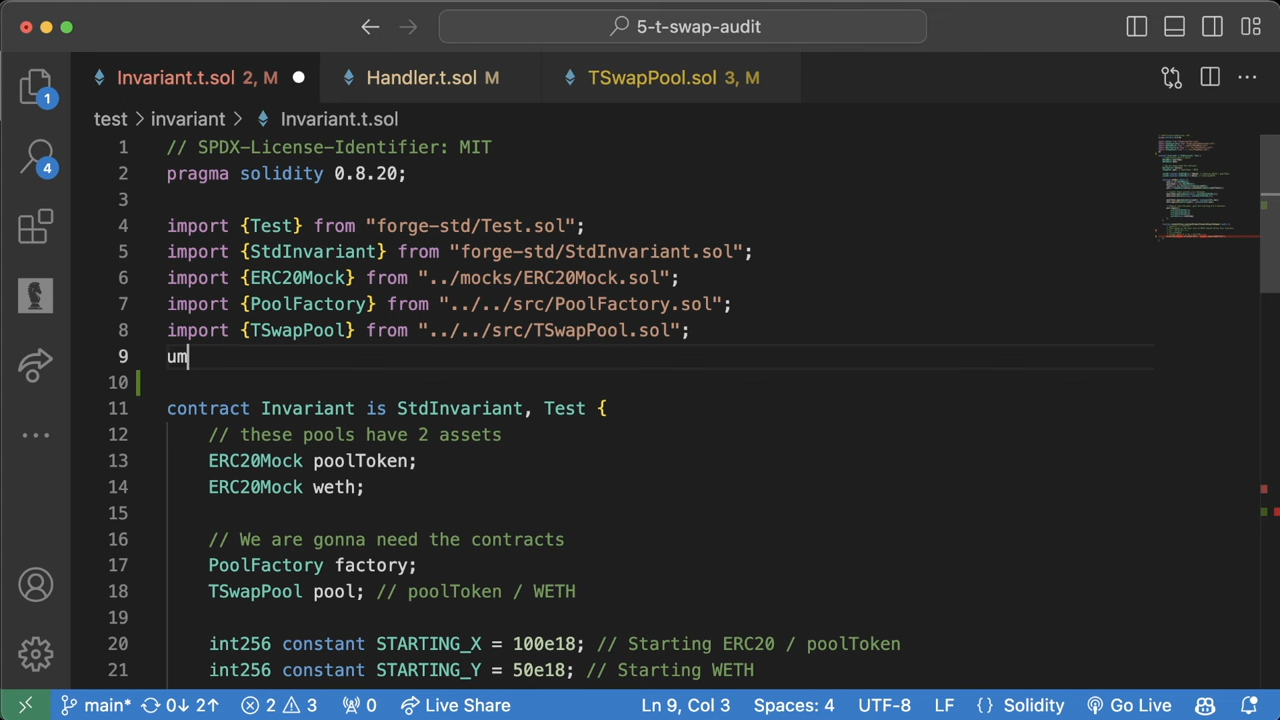 5-t-swap-audit
Invariant.t.sol 2, M
Handler.t.sol M
TSwapPool.sol 3, M
test > invariant > Invariant.t.sol
1 // SPDX-License-Identifier: MIT
2 pragma solidity 0.8.20;
3
4 import {Test} from "forge-std/Test.sol";
5 import {StdInvariant} from "forge-std/StdInvariant.sol";
6 import {ERC20Mock} from "../mocks/ERC20Mock.sol";
7 import {PoolFactory} from "../../src/PoolFactory.sol";
8 import {TSwapPool} from "../../src/TSwapPool.sol";
9 um
10
11 contract Invariant is StdInvariant, Test {
12 // these pools have 2 assets
13 ERC20Mock poolToken;
14 ERC20Mock weth;
15
16 // We are gonna need the contracts
17 PoolFactory factory;
18 TSwapPool pool; // poolToken / WETH
19
20 int256 constant STARTING_X = 100e18; // Starting ERC20 / poolToken
21 int256 constant STARTING_Y = 50e18; // Starting WETH
1
4
main* 0↓ 2↑ 2 3 0 Live Share Ln 9, Col 3 Spaces: 4 UTF-8 LF {} Solidity Go Live